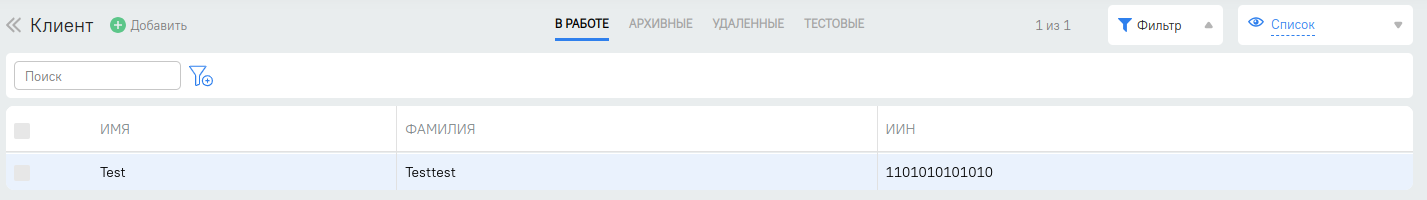 Клиент Добавить В РАБОТЕ АРХИВНЫЕ УДАЛЕННЫЕ ТЕСТОВЫЕ 1 из 1 Фильтр Список
Поиск
ИМЯ ФАМИЛИЯ ИИН
Test Testtest 1101010101010